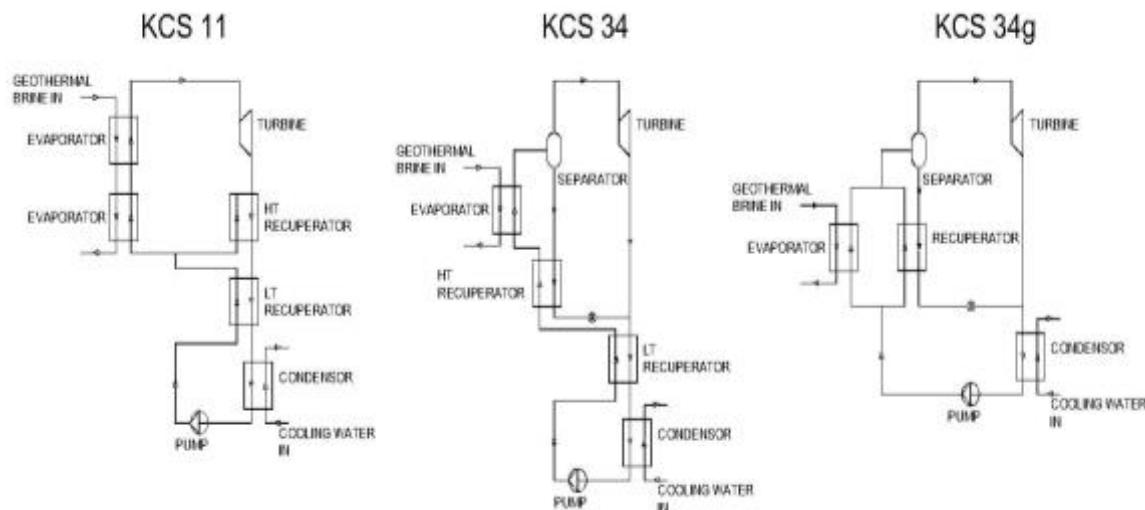 KCS 11
GEOTHERMAL
BRINE IN
EVAPORATOR
TURBINE
EVAPORATOR
HT
RECUPERATOR
LT
RECUPERATOR
CONDENSOR
PUMP
COOLING WATER
IN
KCS 34
TURBINE
GEOTHERMAL
BRINE IN
SEPARATOR
EVAPORATOR
HT
RECUPERATOR
LT
RECUPERATOR
CONDENSOR
PUMP
COOLING WATER
IN
KCS 34g
TURBINE
SEPARATOR
GEOTHERMAL
BRINE IN
EVAPORATOR
RECUPERATOR
CONDENSOR
PUMP
COOLING WATER
IN